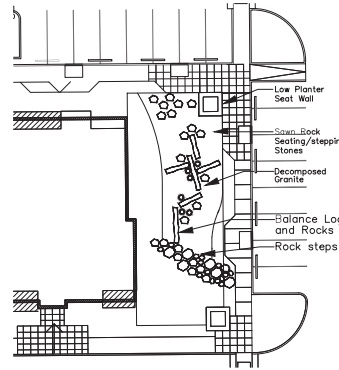 Low Planter
Seat Wall
Sawn Rock
Seating/steppin
Stones
Decomposed
Granite
Balance Lo
and Rocks
Rock steps